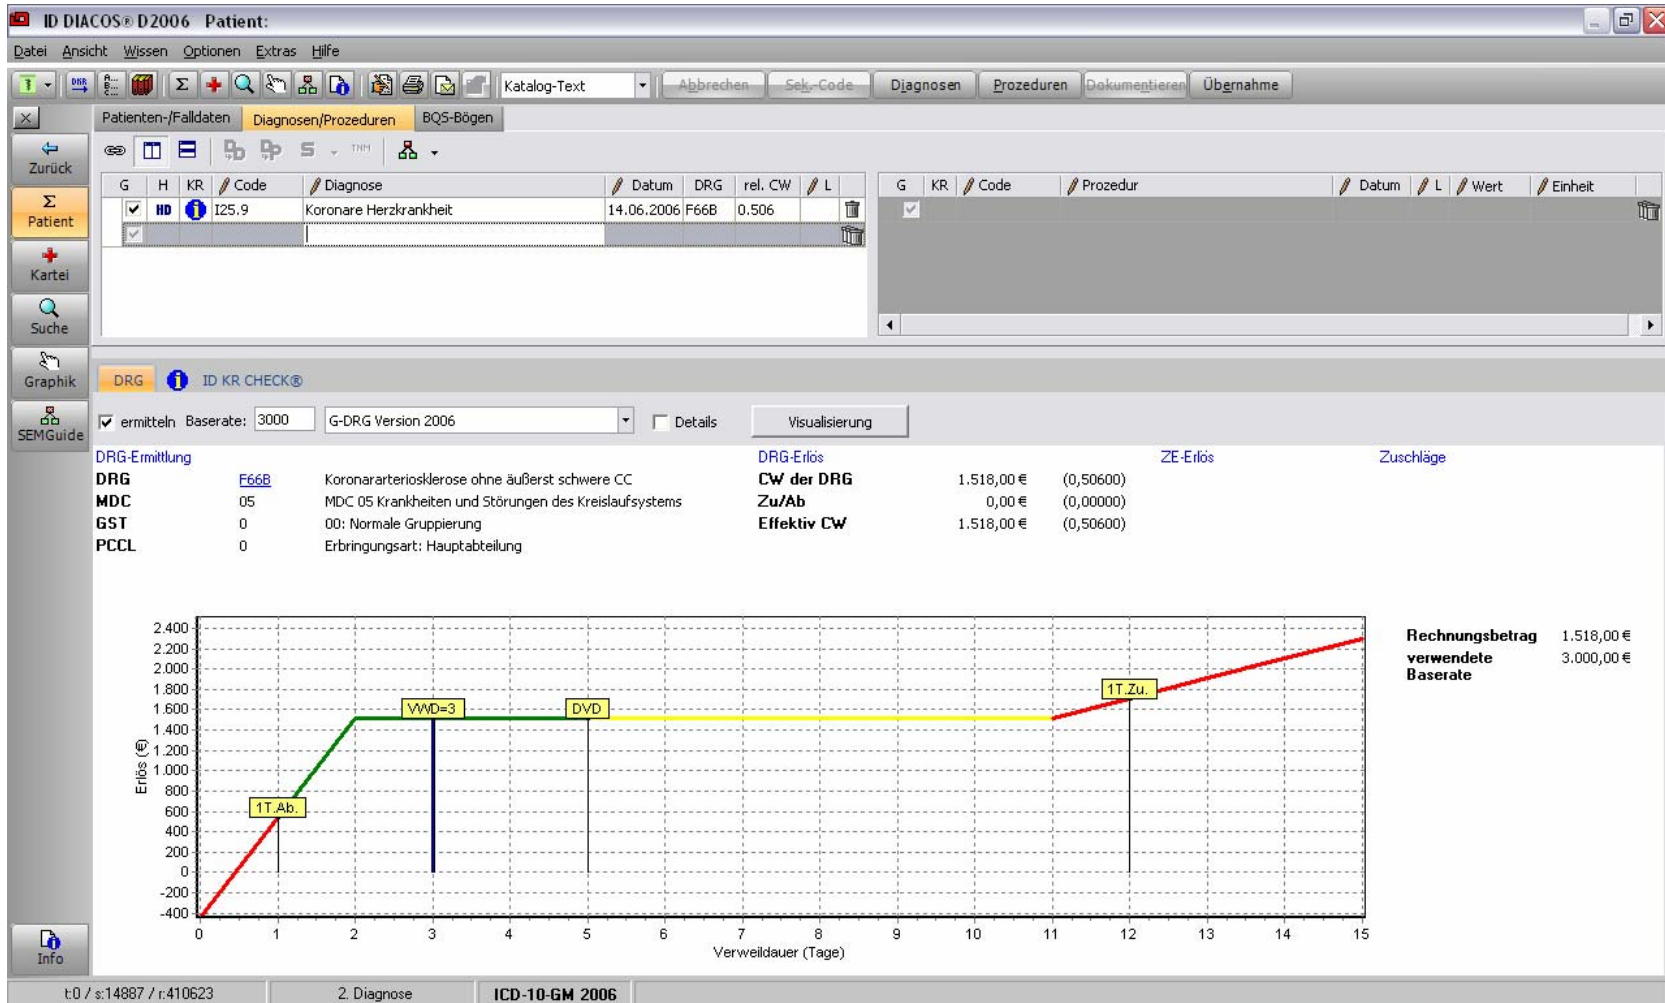 ID DIACOS® D2006 Patient:
Datei Ansicht Wissen Optionen Extras Hilfe
DKR Katalog-Text Abbrechen Sek.-Code Diagnosen Prozeduren Dokumentieren Übernahme
Patienten-/Falldaten Diagnosen/Prozeduren BQS-Bögen
Zurück
TNM
G H KR Code Diagnose Datum DRG rel. CW L
HD I25.9 Koronare Herzkrankheit 14.06.2006 F66B 0.506
G KR Code Prozedur Datum L Wert Einheit
Σ
Patient
Kartei
Suche
Graphik
SEMGuide
DRG ID KR CHECK®
ermitteln Baserate: 3000 G-DRG Version 2006 Details Visualisierung
DRG-Ermittlung DRG-Erlös ZE-Erlös Zuschläge
DRG F66B Koronararteriosklerose ohne äußerst schwere CC CW der DRG 1.518,00 € (0,50600)
MDC 05 MDC 05 Krankheiten und Störungen des Kreislaufsystems Zu/Ab 0,00 € (0,00000)
GST 0 00: Normale Gruppierung Effektiv CW 1.518,00 € (0,50600)
PCCL 0 Erbringungsart: Hauptabteilung
Erlös (€)
2.400
2.200
2.000
1.800
1.600
1.400
1.200
1.000
800
600
400
200
0
-200
-400
1T.Ab.
VWD=3
DVD
1T.Zu.
0 1 2 3 4 5 6 7 8 9 10 11 12 13 14 15
Verweildauer (Tage)
Rechnungsbetrag 1.518,00 €
verwendete 3.000,00 €
Baserate
Info
t:0 / s:14887 / r:410623 2. Diagnose ICD-10-GM 2006